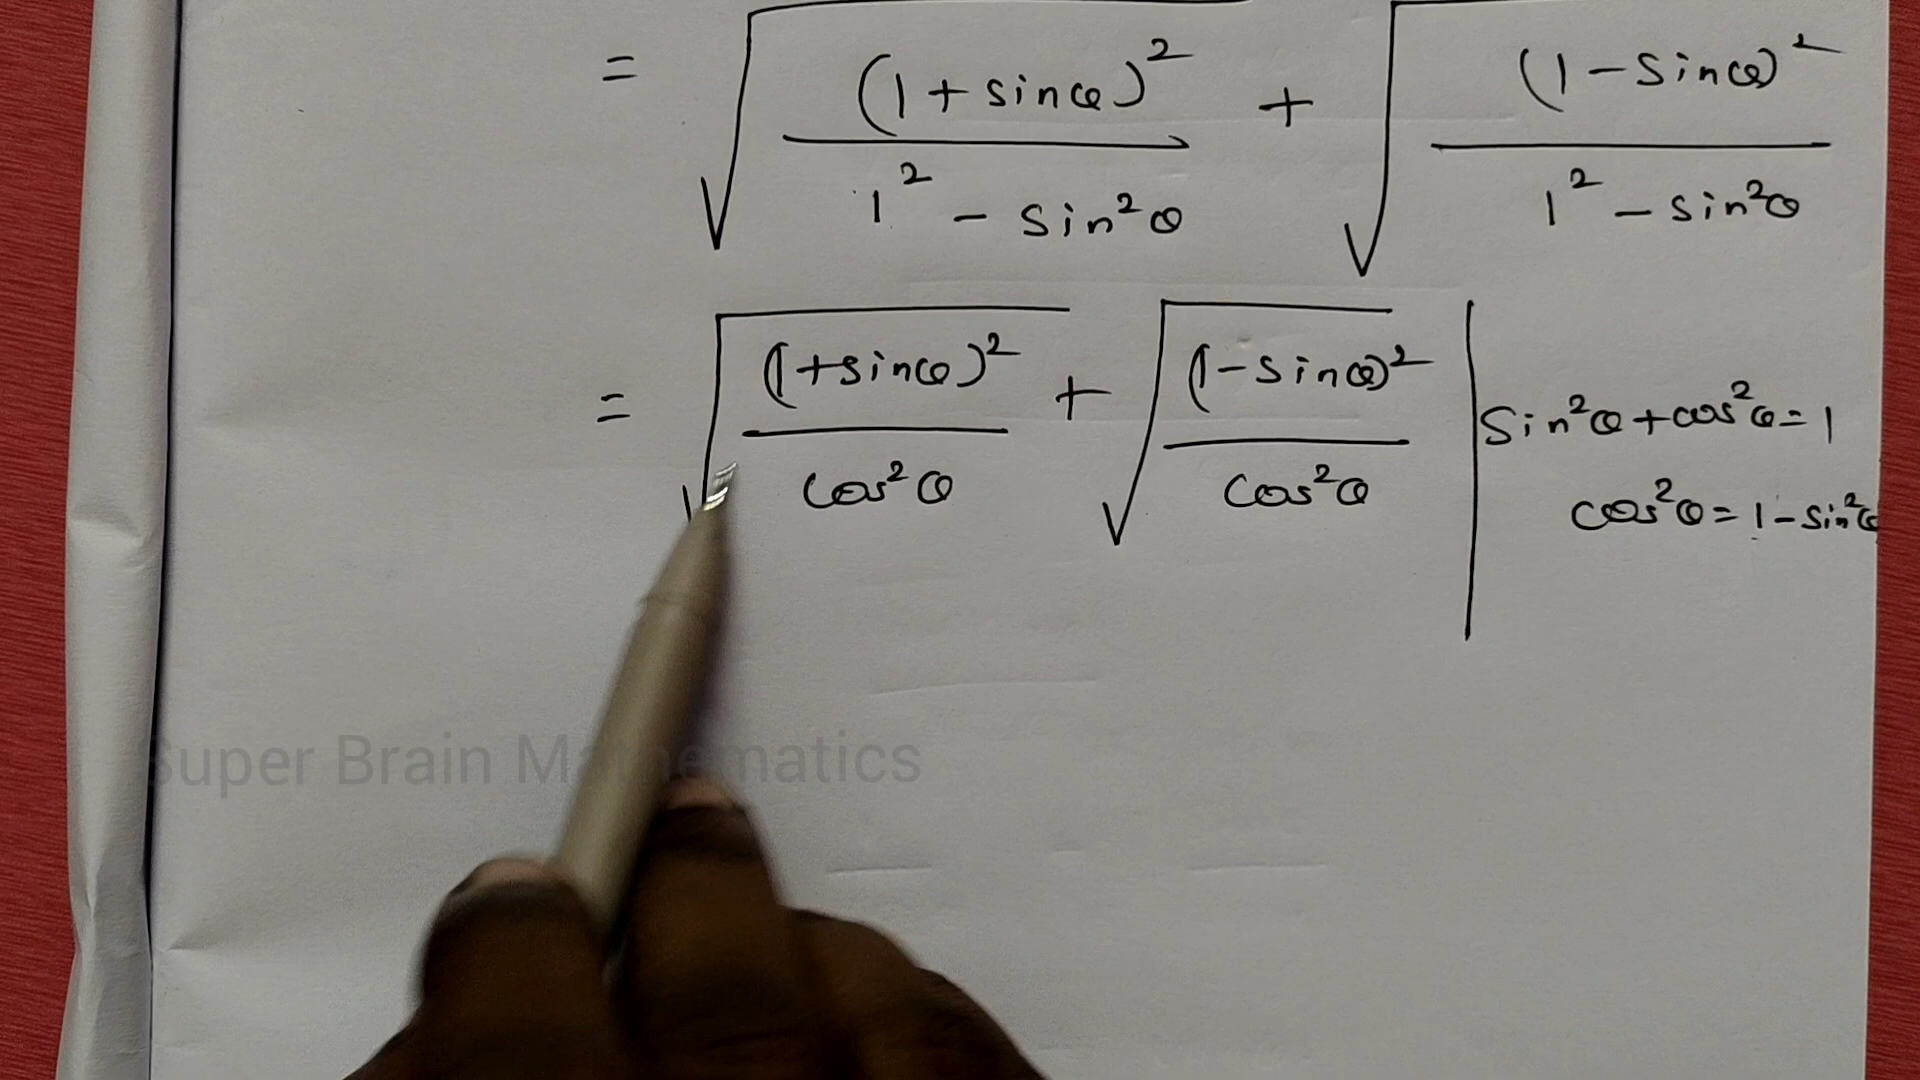 = √((1+sinθ)² / (1² - sin²θ)) + √((1-sinθ)² / (1² - sin²θ))
= √((1+sinθ)² / cos²θ) + √((1-sinθ)² / cos²θ)
Sin²θ+cos²θ=1
cos²θ=1-sin²θ
Super Brain Mathematics